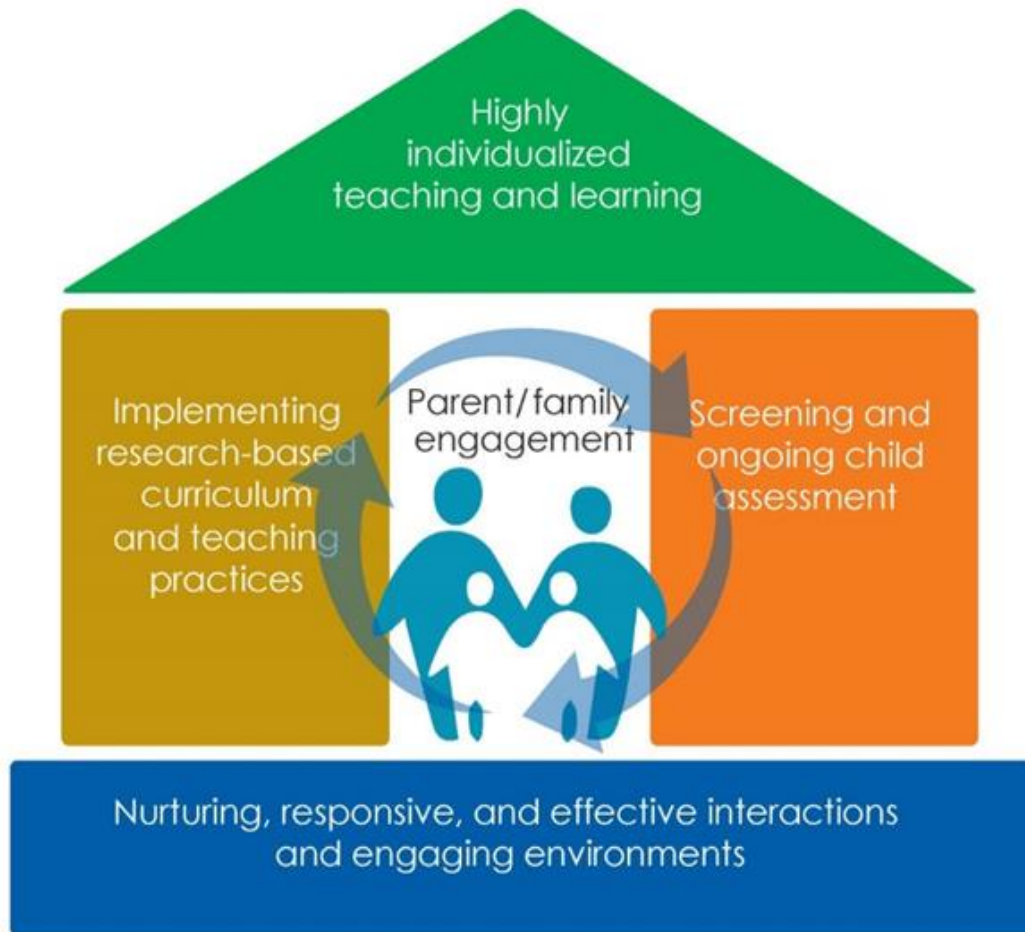 Highly
individualized
teaching and learning
Implementing
research-based
curriculum
and teaching
practices
Parent/family
engagement
Screening and
ongoing child
assessment
Nurturing, responsive, and effective interactions
and engaging environments